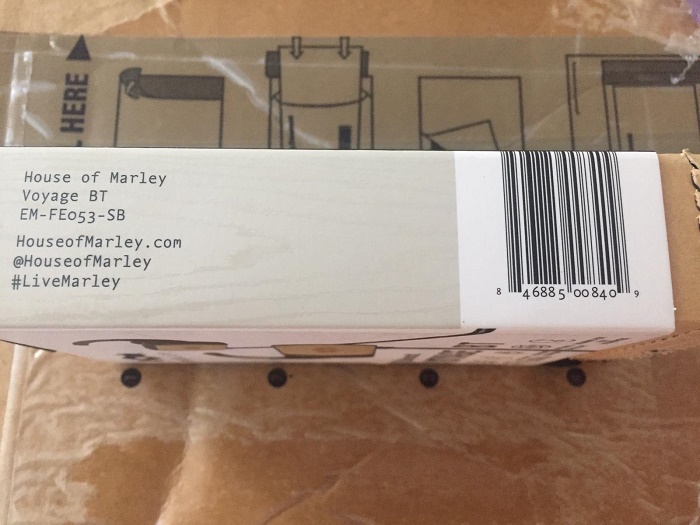 HERE
House of Marley
Voyage BT
EM-FE053-SB
HouseofMarley.com
@HouseofMarley
#LiveMarley
8 46885 00840 9